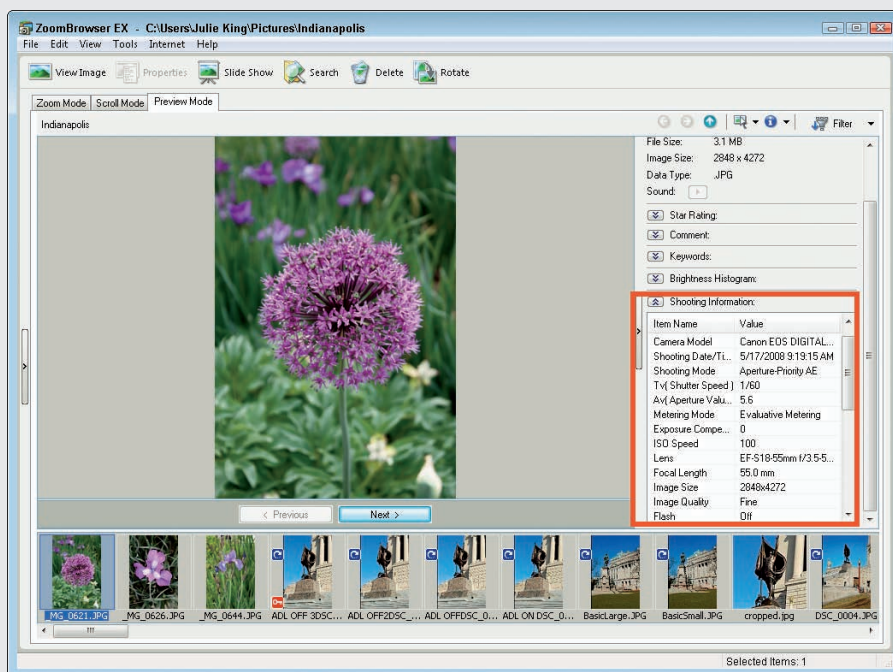 ZoomBrowser EX - C:\Users\Julie King\Pictures\Indianapolis
File Edit View Tools Internet Help
View Image Properties Slide Show Search Delete Rotate
Zoom Mode Scroll Mode Preview Mode
Indianapolis
Filter
File Size: 3.1 MB
Image Size: 2848 x 4272
Data Type: .JPG
Sound:
Star Rating:
Comment:
Keywords:
Brightness Histogram:
Shooting Information:
Item Name Value
Camera Model Canon EOS DIGITAL...
Shooting Date/Ti... 5/17/2008 9:19:15 AM
Shooting Mode Aperture-Priority AE
Tv( Shutter Speed ) 1/60
Av( Aperture Valu... 5.6
Metering Mode Evaluative Metering
Exposure Compe... 0
ISO Speed 100
Lens EF-S18-55mm f/3.5-5...
Focal Length 55.0 mm
Image Size 2848x4272
Image Quality Fine
Flash Off
< Previous Next >
_MG_0621.JPG _MG_0626.JPG _MG_0644.JPG ADL OFF 3DSC... ADL OFF2DSC_... ADL OFFDSC_0... ADL ON DSC_0... BasicLarge.JPG BasicSmall.JPG cropped.jpg DSC_0004.JPG
Selected Items: 1